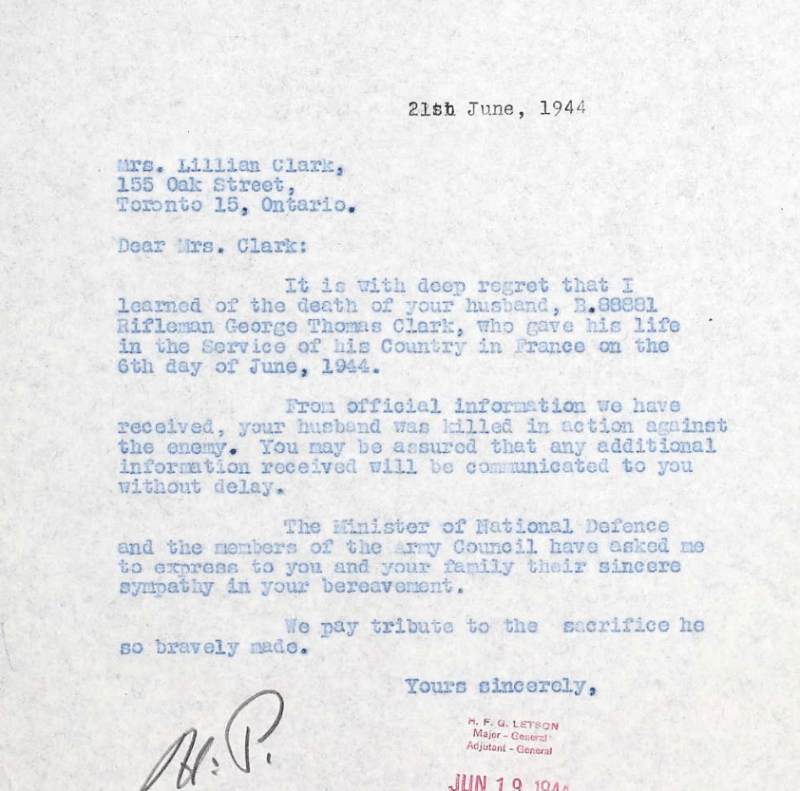 21st June, 1944
Mrs. Lillian Clark,
155 Oak Street,
Toronto 15, Ontario.
Dear Mrs. Clark:
It is with deep regret that I
learned of the death of your husband, B.88881
Rifleman George Thomas Clark, who gave his life
in the Service of his Country in France on the
6th day of June, 1944.
From official information we have
received, your husband was killed in action against
the enemy. You may be assured that any additional
information received will be communicated to you
without delay.
The Minister of National Defence
and the members of the Army Council have asked me
to express to you and your family their sincere
sympathy in your bereavement.
We pay tribute to the sacrifice he
so bravely made.
Yours sincerely,
H. F. G. LETSON
Major - General
Adjutant - General
JUN 19 1944